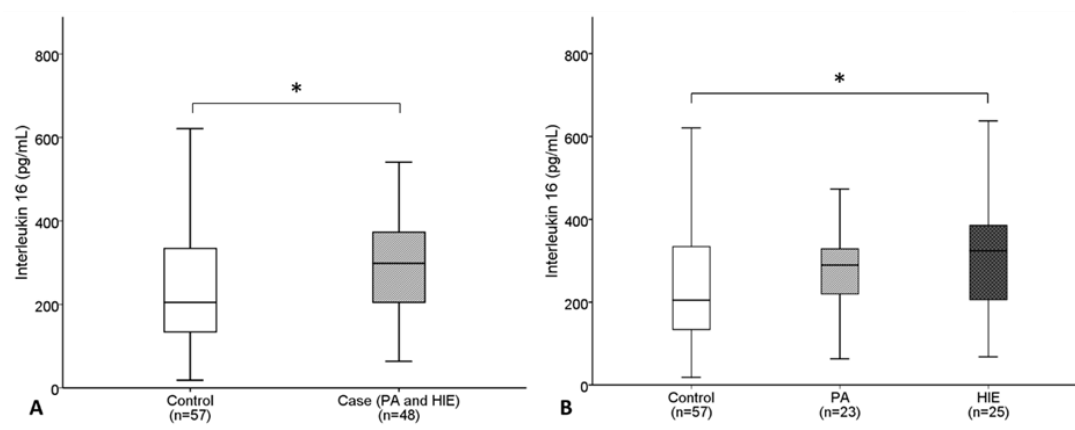 800
600
400
200
0
Interleukin 16 (pg/mL)
*
Control
(n=57)
Case (PA and HIE)
(n=48)
A
800
600
400
200
0
Interleukin 16 (pg/mL)
*
Control
(n=57)
PA
(n=23)
HIE
(n=25)
B